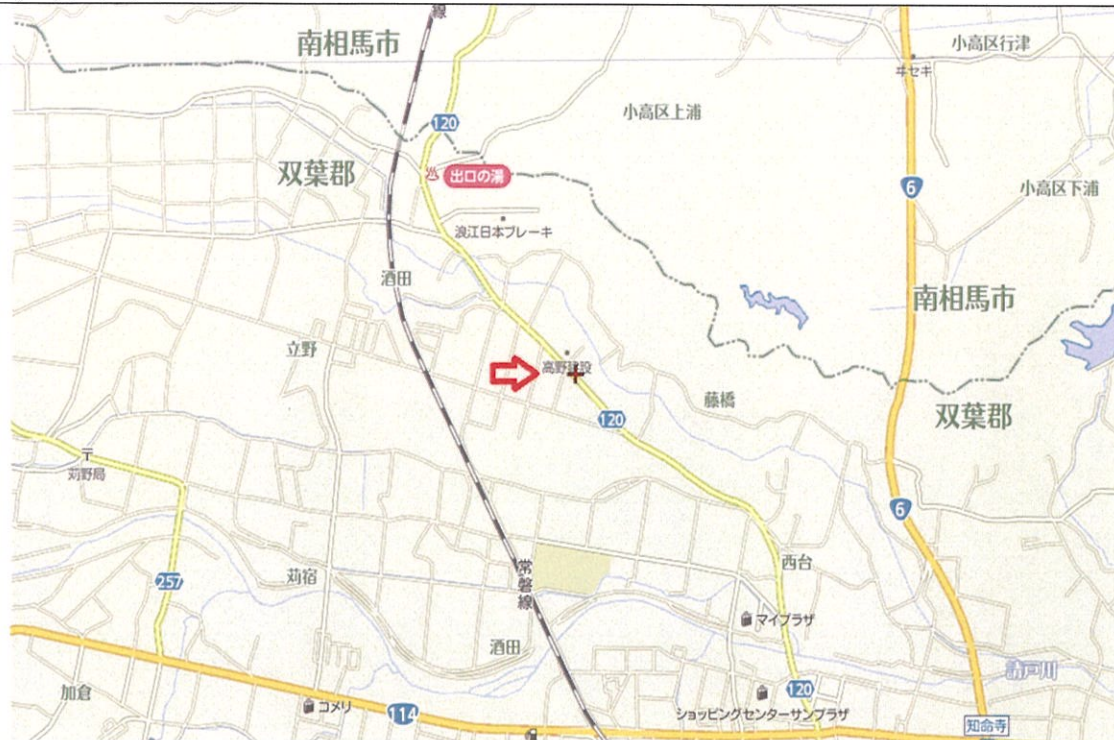 線
南相馬市
小高区行津
ヰセキ
小高区上浦
120
双葉郡
出口の湯
6
小高区下浦
浪江日本ブレーキ
酒田
南相馬市
立野
高野建設
藤橋
120
双葉郡
苅野局
6
常磐線
西台
257
苅宿
マイプラザ
酒田
請戸川
加倉
120
コメリ
114
ショッピングセンターサンプラザ
知命寺